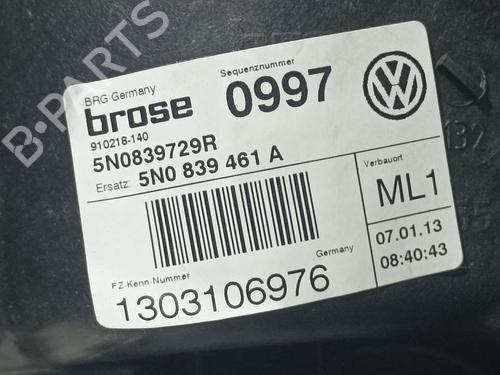 BRG Germany
brose
910218-140
Sequenznummer
0997
5N0839729R
Ersatz: 5N0 839 461 A
Verbauort
ML1
07.01.13
08:40:43
FZ-Kenn-Nummer
Germany
1303106976
B-PARTS
132